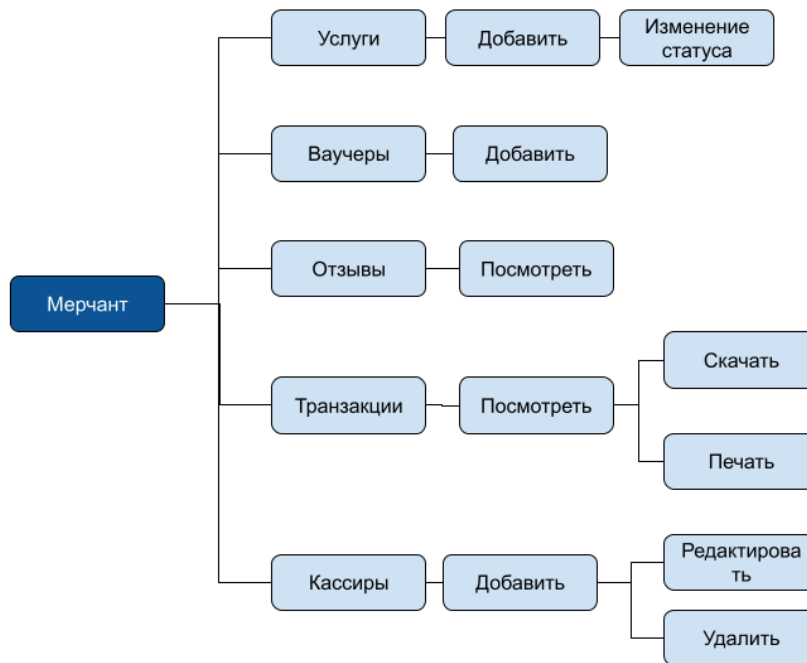 Услуги
Добавить
Изменение
статуса
Ваучеры
Добавить
Отзывы
Посмотреть
Мерчант
Транзакции
Посмотреть
Скачать
Печать
Кассиры
Добавить
Редактирова
ть
Удалить